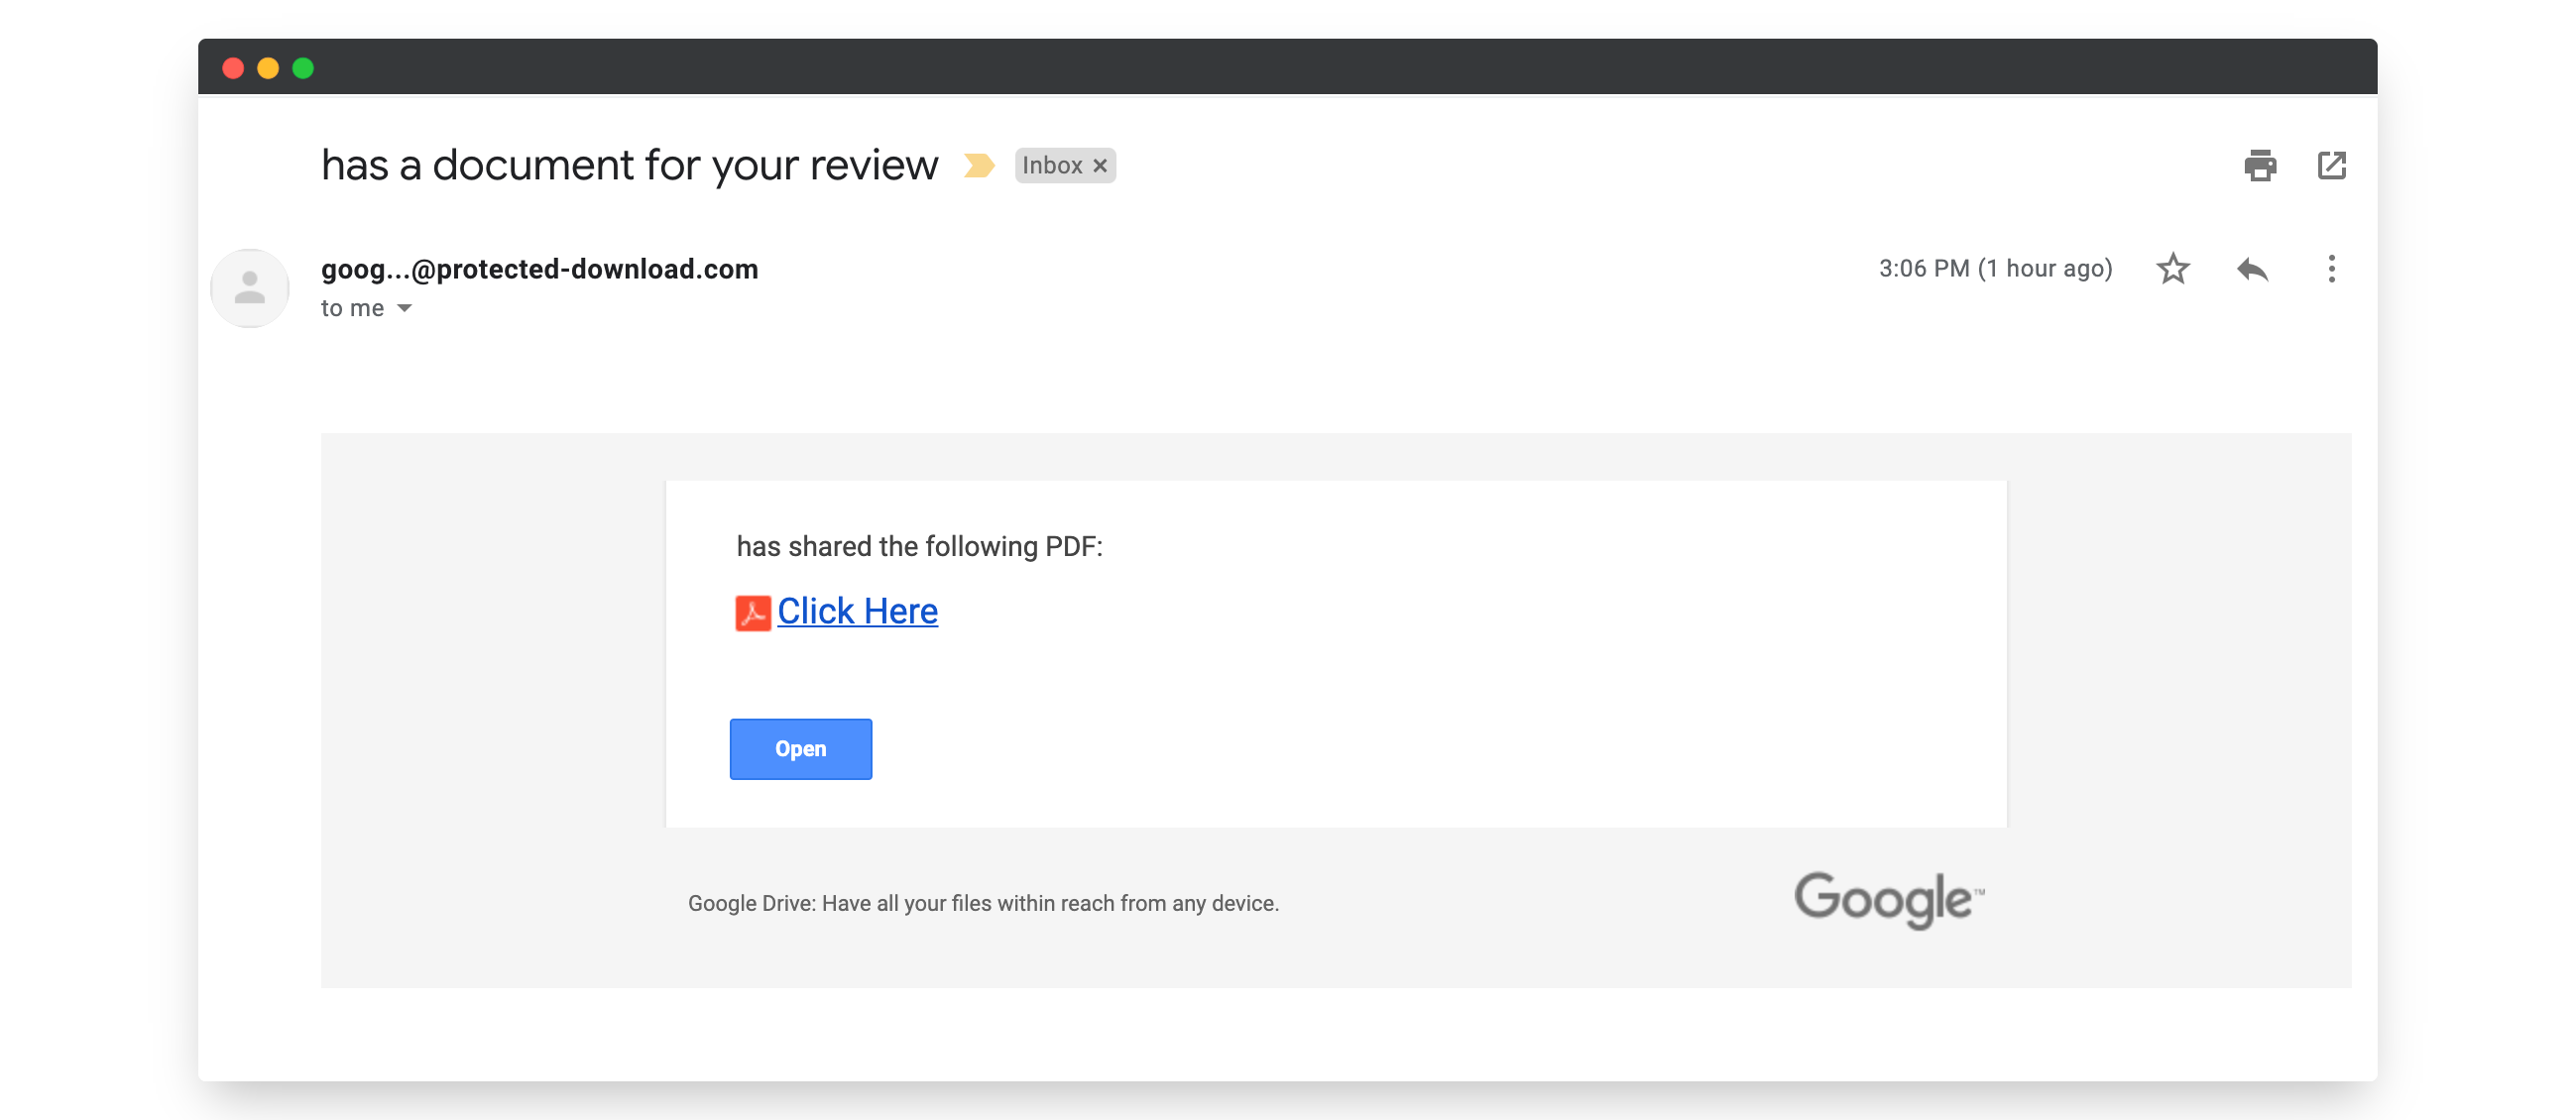 has a document for your review Inbox ×
goog...@protected-download.com 3:06 PM (1 hour ago)
to me
has shared the following PDF:
Click Here
Open
Google Drive: Have all your files within reach from any device. Google™